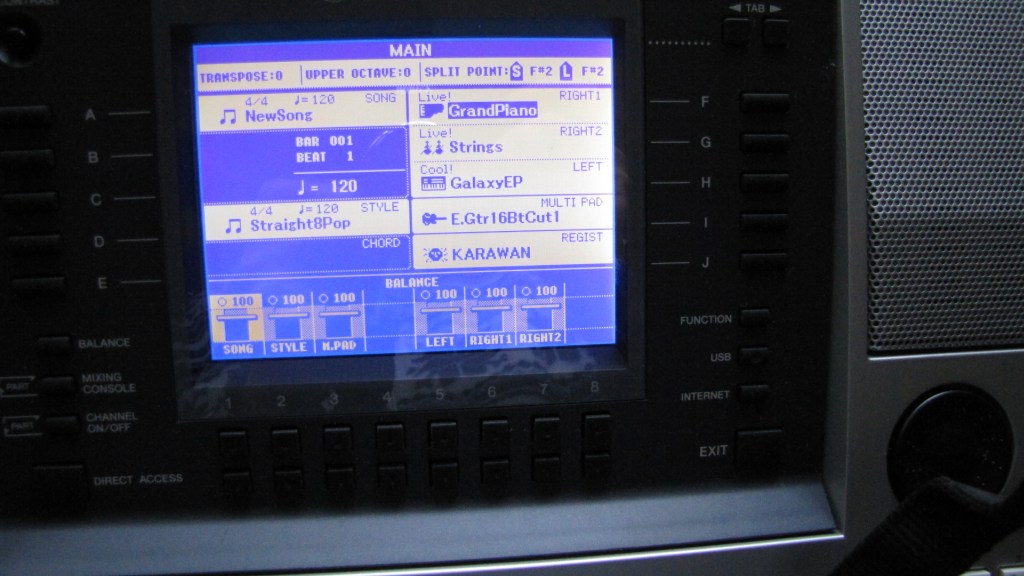 CONTRAST
◄ TAB ►
MAIN
TRANSPOSE:0 UPPER OCTAVE:0 SPLIT POINT: S F#2 L F#2
4/4 ♩=120 SONG
NewSong
BAR 001
BEAT 1
♩= 120
4/4 ♩=120 STYLE
Straight8Pop
CHORD
Live! RIGHT1
GrandPiano
Live! RIGHT2
Strings
Cool! LEFT
GalaxyEP
MULTI PAD
E.Gtr16BtCut1
REGIST
KARAWAN
BALANCE
100 100 100 100 100 100
SONG STYLE M.PAD LEFT RIGHT1 RIGHT2
A
B
C
D
E
F
G
H
I
J
BALANCE
PART MIXING
CONSOLE
PART CHANNEL
ON/OFF
DIRECT ACCESS
1 2 3 4 5 6 7 8
FUNCTION
USB
INTERNET
EXIT